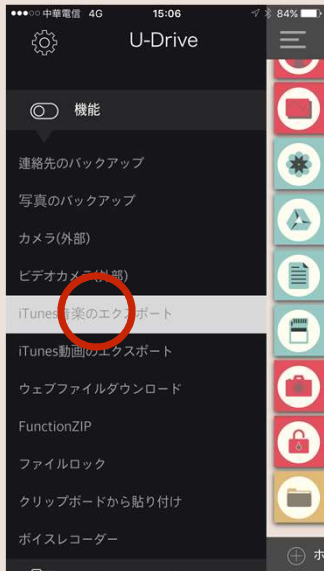 中華電信 4G 15:06 84%
U-Drive
機能
連絡先のバックアップ
写真のバックアップ
カメラ(外部)
ビデオカメラ(外部)
iTunes音楽のエクスポート
iTunes動画のエクスポート
ウェブファイルダウンロード
FunctionZIP
ファイルロック
クリップボードから貼り付け
ボイスレコーダー
ホ